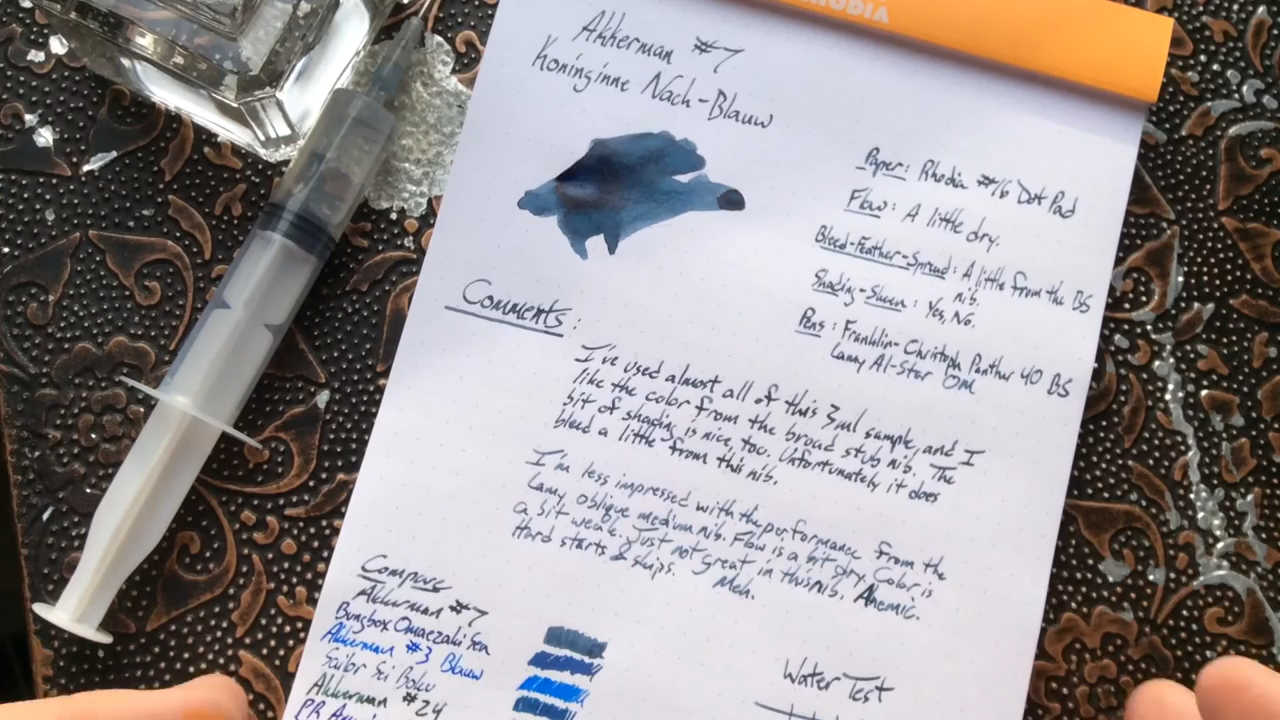 RHODIA
Akkerman #7
Koninginne Nach-Blauw
Paper: Rhodia #16 Dot Pad
Flow: A little dry.
Bleed-Feather-Spread: A little from the BS
nib.
Shading-Sheen: Yes, No.
Pens: Franklin-Christoph Panther 40 BS
Lamy Al-Star OM
Comments:
I've used almost all of this 3ml sample, and I
like the color from the broad stub nib. The
bit of shading is nice, too. Unfortunately it does
bleed a little from this nib.
I'm less impressed with the performance from the
Lamy oblique medium nib. Flow is a bit dry. Color is
a bit weak. Just not great in this nib. Anemic.
Hard starts & skips. Meh.
Compare
Akkerman #7
Bungbox Omaezaki Sea
Akkerman #3 Blauw
Sailor Sei Boku
Akkerman #24
PR
Water Test